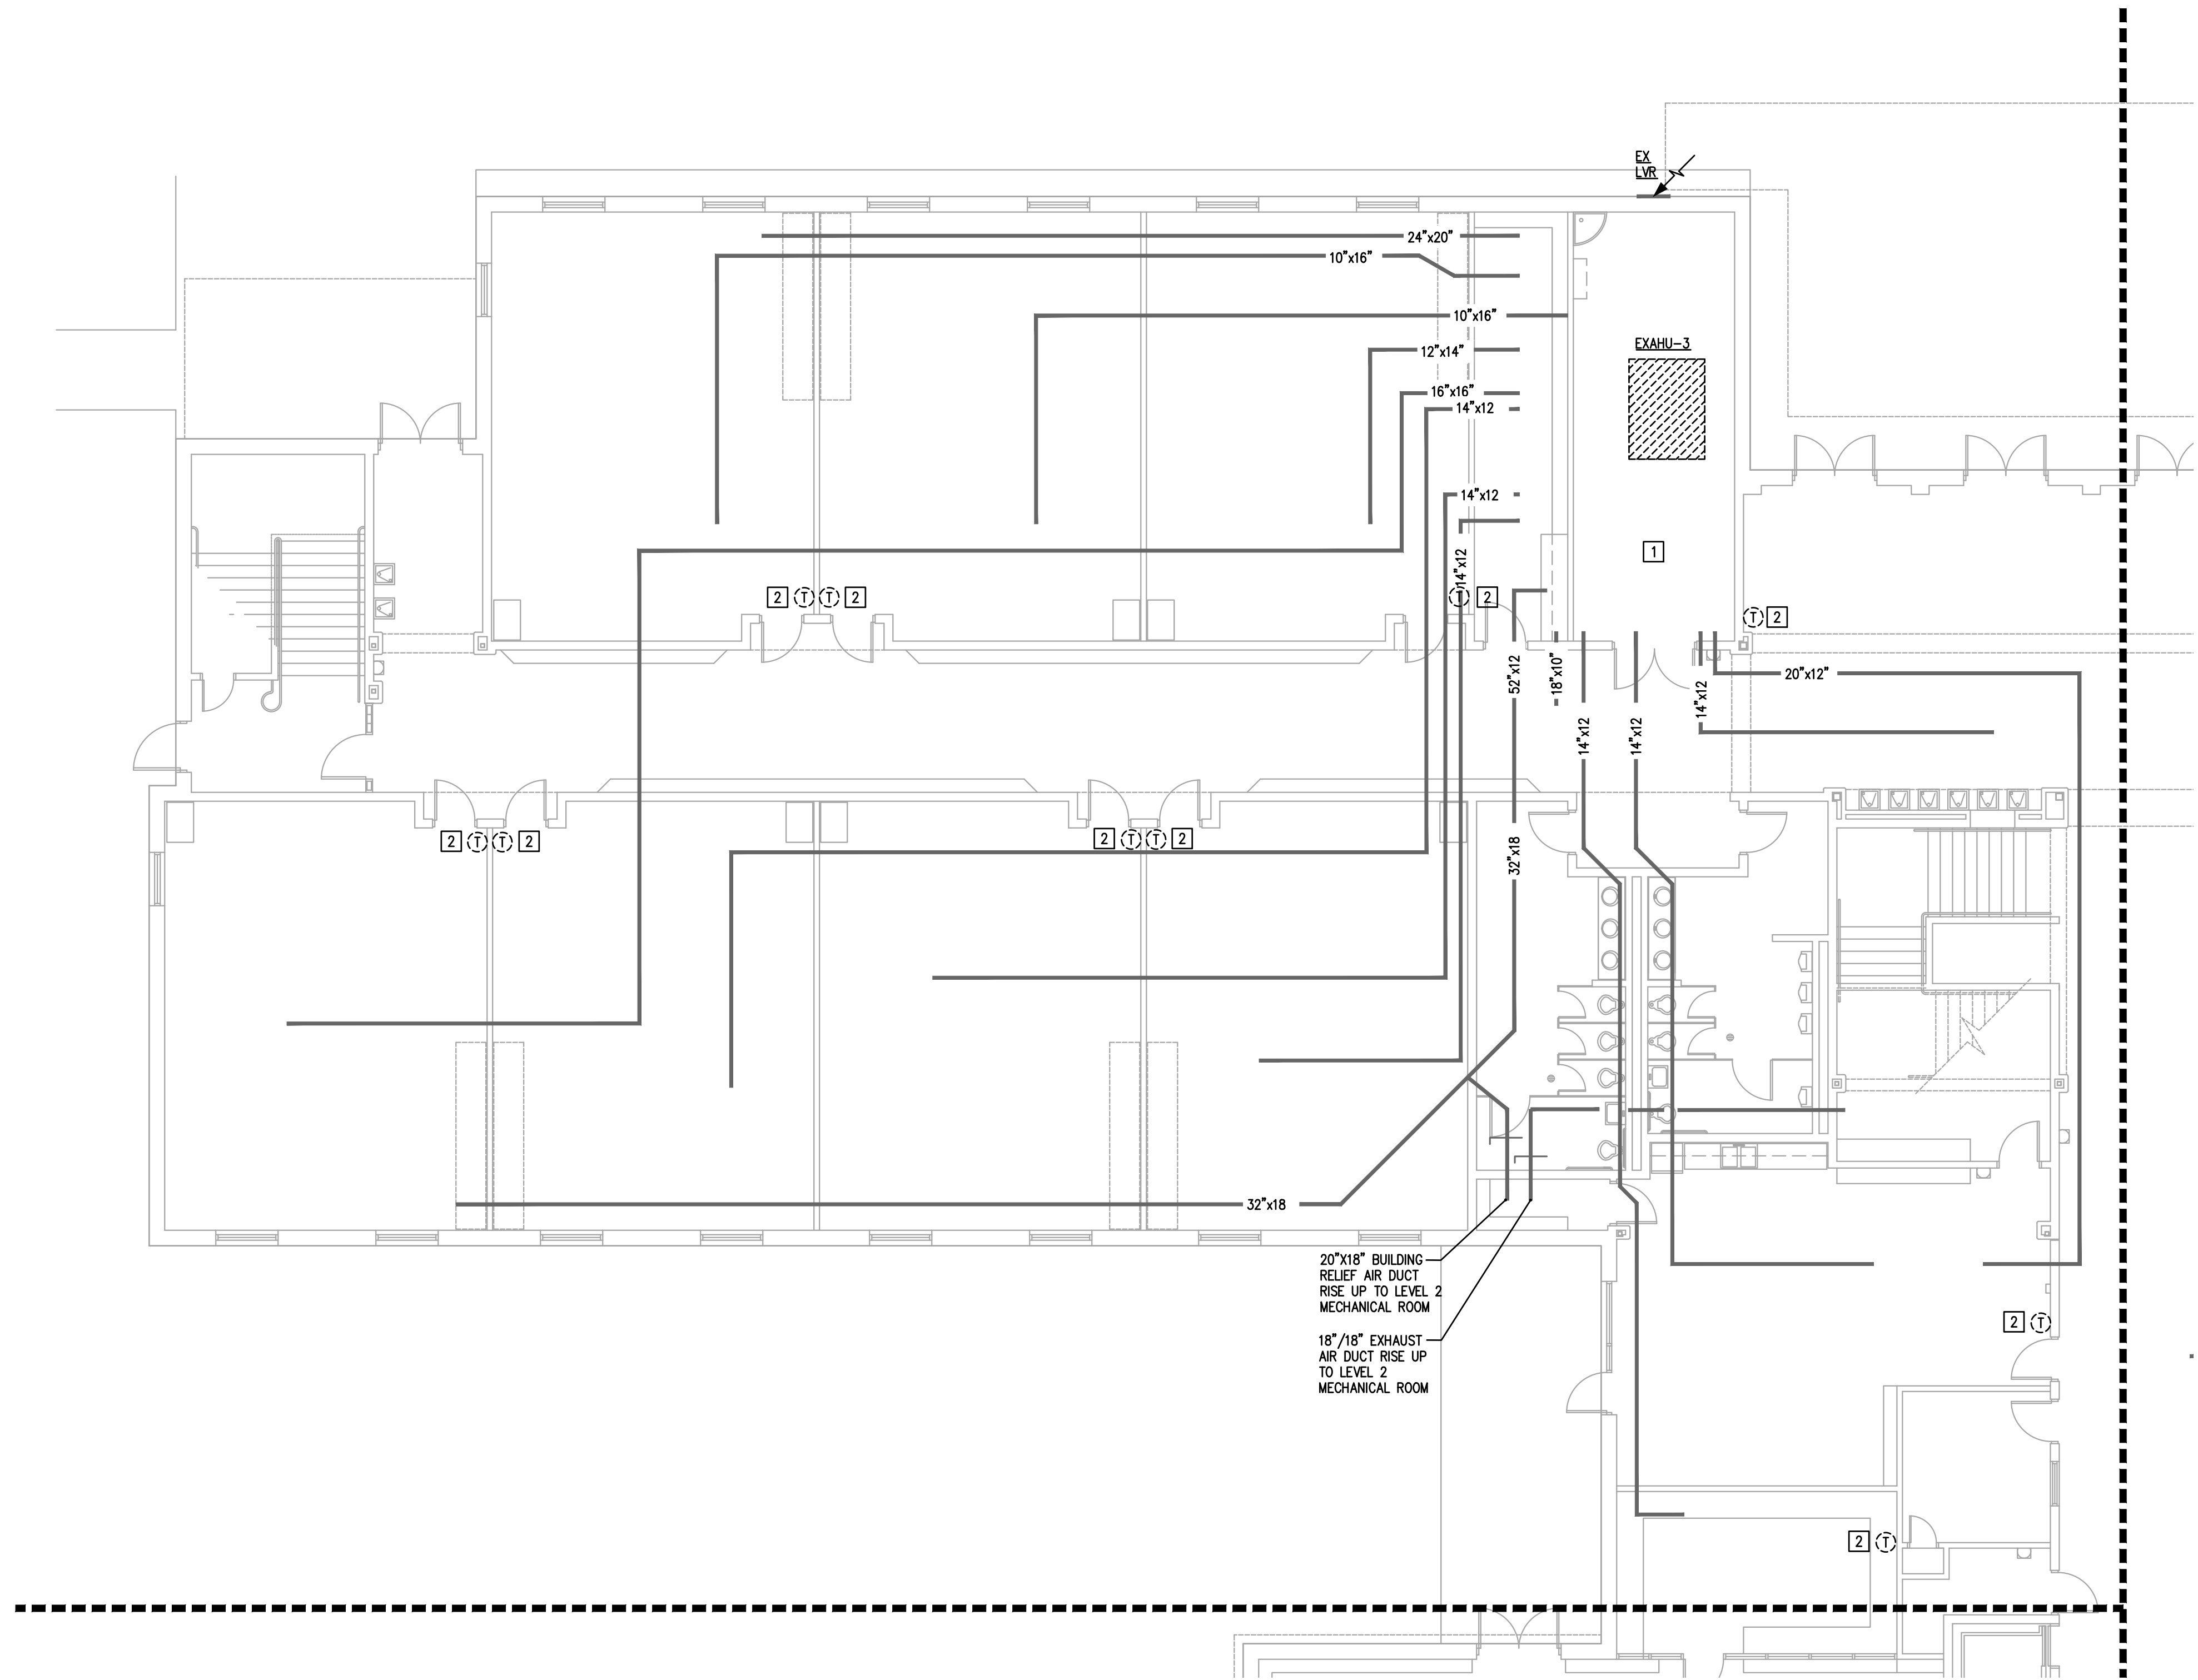 EX
LVR
24"x20"
10"x16"
10"x16"
EXAHU-3
12"x14"
16"x16"
14"x12
14"x12
1
14"x12
2 T T 2
T 2
T 2
52"x12
18"x10"
20"x12"
14"x12
14"x12
14"x12
2 T T 2
2 T T 2
32"x18
32"x18
20"X18" BUILDING
RELIEF AIR DUCT
RISE UP TO LEVEL 2
MECHANICAL ROOM
2 T
18"/18" EXHAUST
AIR DUCT RISE UP
TO LEVEL 2
MECHANICAL ROOM
2 T